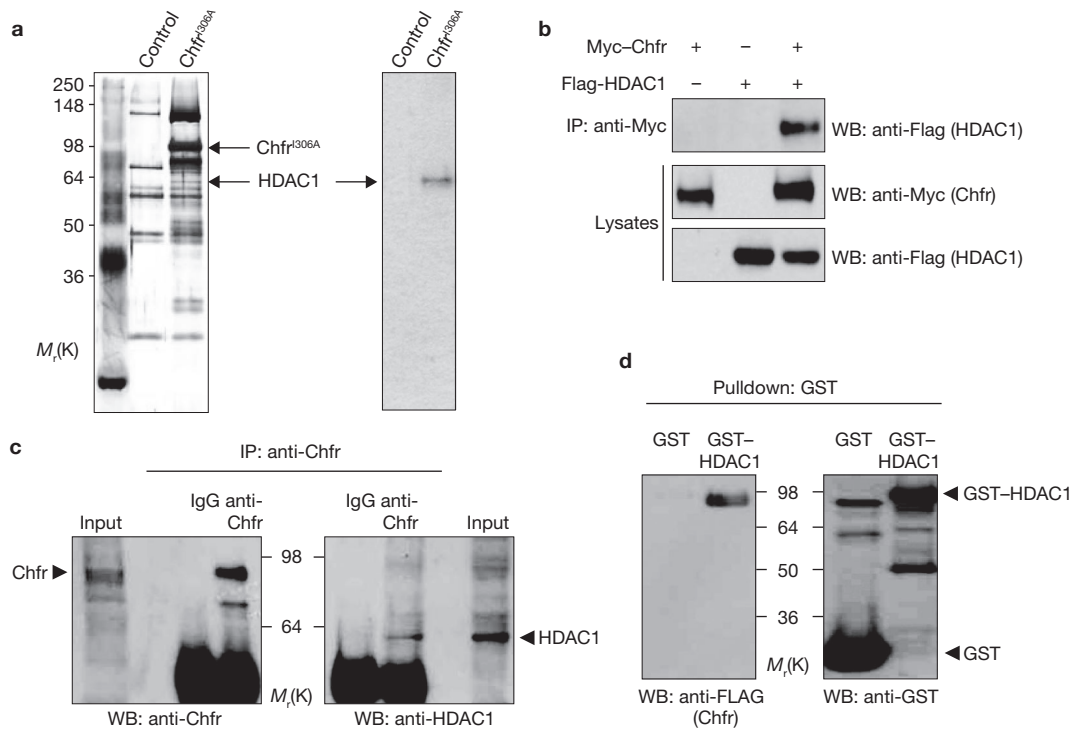 a
Control
Chfr^I306A
Control
Chfr^I306A
250
148
98
64
50
36
Mr(K)
Chfr^I306A
HDAC1
b
Myc–Chfr + – +
Flag-HDAC1 – + +
IP: anti-Myc
WB: anti-Flag (HDAC1)
WB: anti-Myc (Chfr)
Lysates
WB: anti-Flag (HDAC1)
c
IP: anti-Chfr
Input
IgG anti-
Chfr
IgG anti-
Chfr
Input
Chfr
98
64
HDAC1
Mr(K)
WB: anti-Chfr
WB: anti-HDAC1
d
Pulldown: GST
GST
GST–
HDAC1
GST
GST–
HDAC1
98
64
50
36
Mr(K)
GST–HDAC1
GST
WB: anti-FLAG
(Chfr)
WB: anti-GST